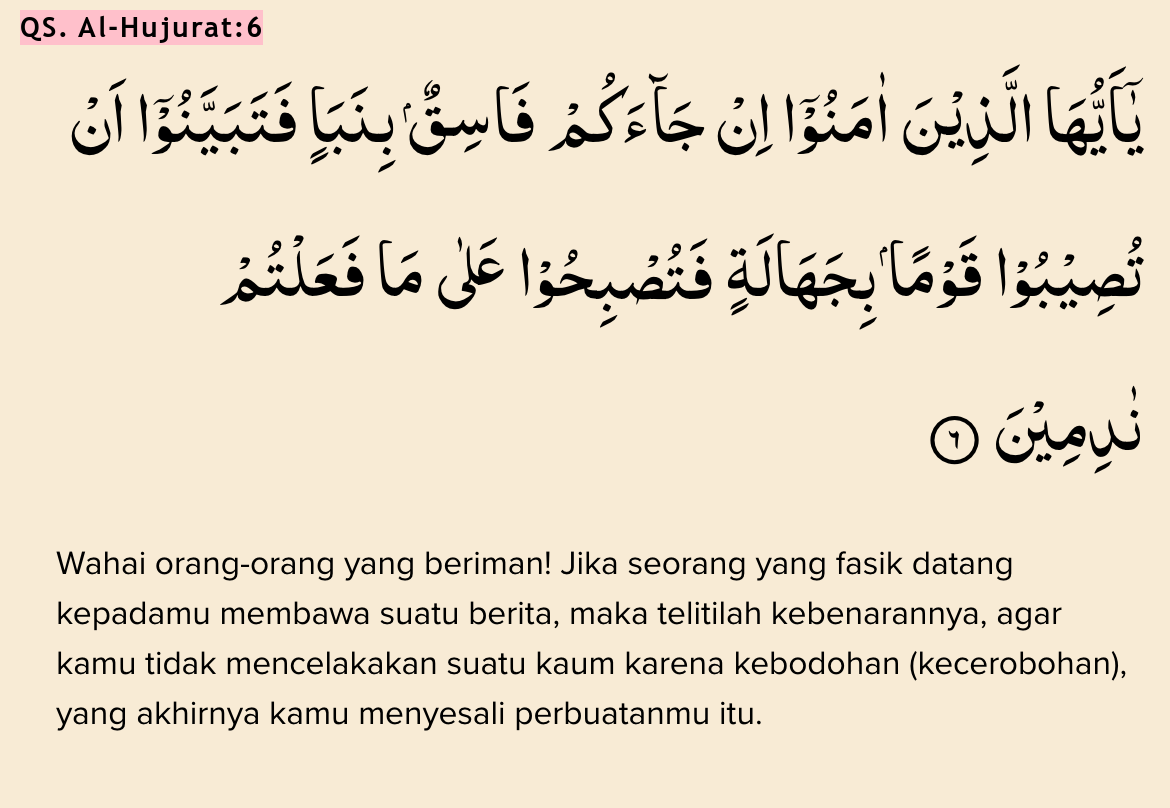 QS. Al-Hujurat:6
يٰٓاَيُّهَا الَّذِيْنَ اٰمَنُوْٓا اِنْ جَاۤءَكُمْ فَاسِقٌۢ بِنَبَاٍ فَتَبَيَّنُوْٓا اَنْ
تُصِيْبُوْا قَوْمًاۢ بِجَهَالَةٍ فَتُصْبِحُوْا عَلٰى مَا فَعَلْتُمْ
نٰدِمِيْنَ ٦
Wahai orang-orang yang beriman! Jika seorang yang fasik datang
kepadamu membawa suatu berita, maka telitilah kebenarannya, agar
kamu tidak mencelakakan suatu kaum karena kebodohan (kecerobohan),
yang akhirnya kamu menyesali perbuatanmu itu.